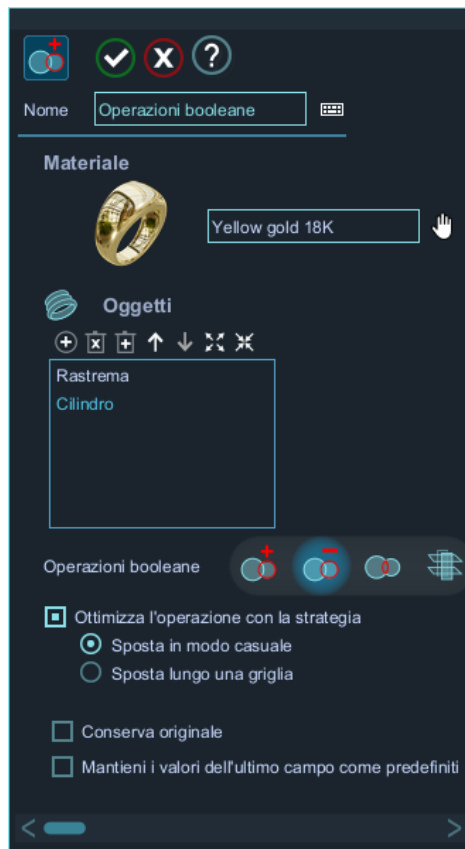 Nome
Operazioni booleane
Materiale
Yellow gold 18K
Oggetti
Rastrema
Cilindro
Operazioni booleane
Ottimizza l'operazione con la strategia
Sposta in modo casuale
Sposta lungo una griglia
Conserva originale
Mantieni i valori dell'ultimo campo come predefiniti